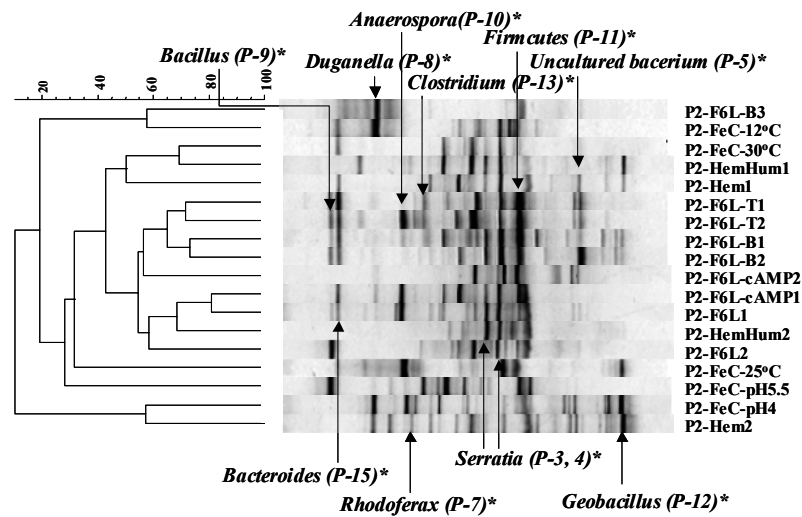 Anaerospora(P-10)*
Firmcutes (P-11)*
Bacillus (P-9)*
Duganella (P-8)*
Uncultured bacerium (P-5)*
Clostridium (P-13)*
20 40 60 80 100
P2-F6L-B3
P2-FeC-12°C
P2-FeC-30°C
P2-HemHum1
P2-Hem1
P2-F6L-T1
P2-F6L-T2
P2-F6L-B1
P2-F6L-B2
P2-F6L-cAMP2
P2-F6L-cAMP1
P2-F6L1
P2-HemHum2
P2-F6L2
P2-FeC-25°C
P2-FeC-pH5.5
P2-FeC-pH4
P2-Hem2
Serratia (P-3, 4)*
Bacteroides (P-15)*
Rhodoferax (P-7)*
Geobacillus (P-12)*